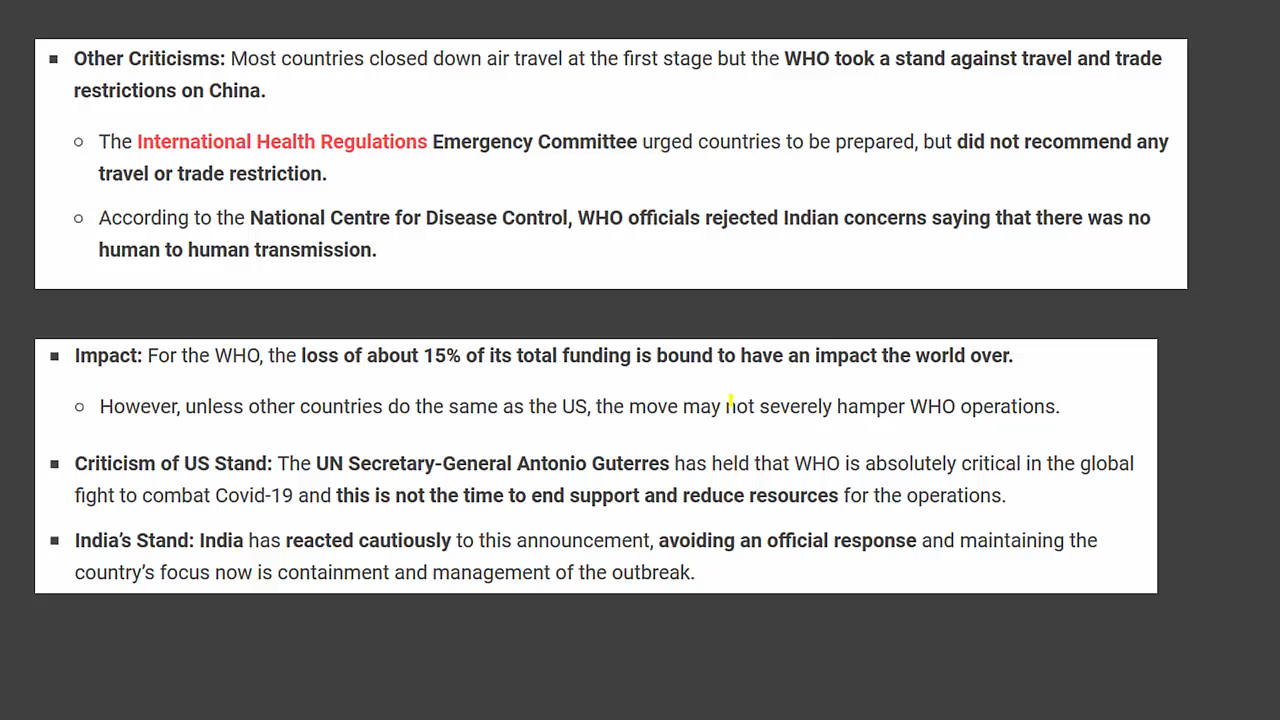 Other Criticisms: Most countries closed down air travel at the first stage but the WHO took a stand against travel and trade
restrictions on China.
The International Health Regulations Emergency Committee urged countries to be prepared, but did not recommend any
travel or trade restriction.
According to the National Centre for Disease Control, WHO officials rejected Indian concerns saying that there was no
human to human transmission.
Impact: For the WHO, the loss of about 15% of its total funding is bound to have an impact the world over.
However, unless other countries do the same as the US, the move may not severely hamper WHO operations.
Criticism of US Stand: The UN Secretary-General Antonio Guterres has held that WHO is absolutely critical in the global
fight to combat Covid-19 and this is not the time to end support and reduce resources for the operations.
India’s Stand: India has reacted cautiously to this announcement, avoiding an official response and maintaining the
country’s focus now is containment and management of the outbreak.